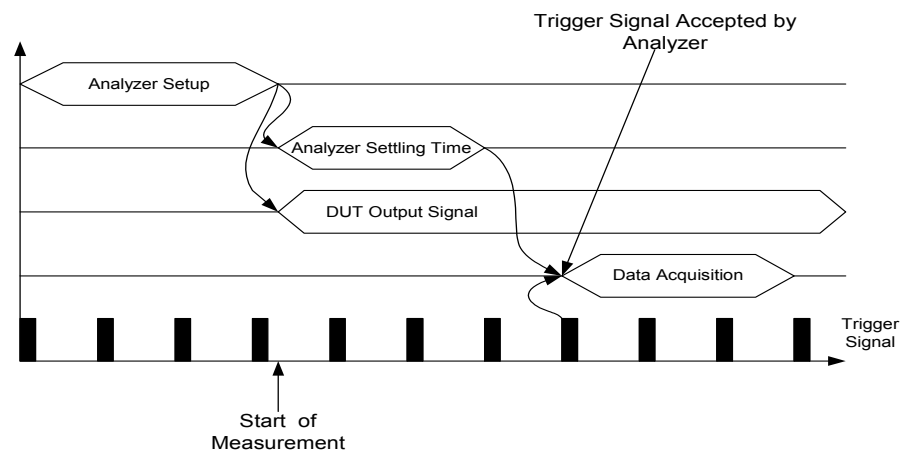 Trigger Signal Accepted by
Analyzer
Analyzer Setup
Analyzer Settling Time
DUT Output Signal
Data Acquisition
Trigger
Signal
Start of
Measurement